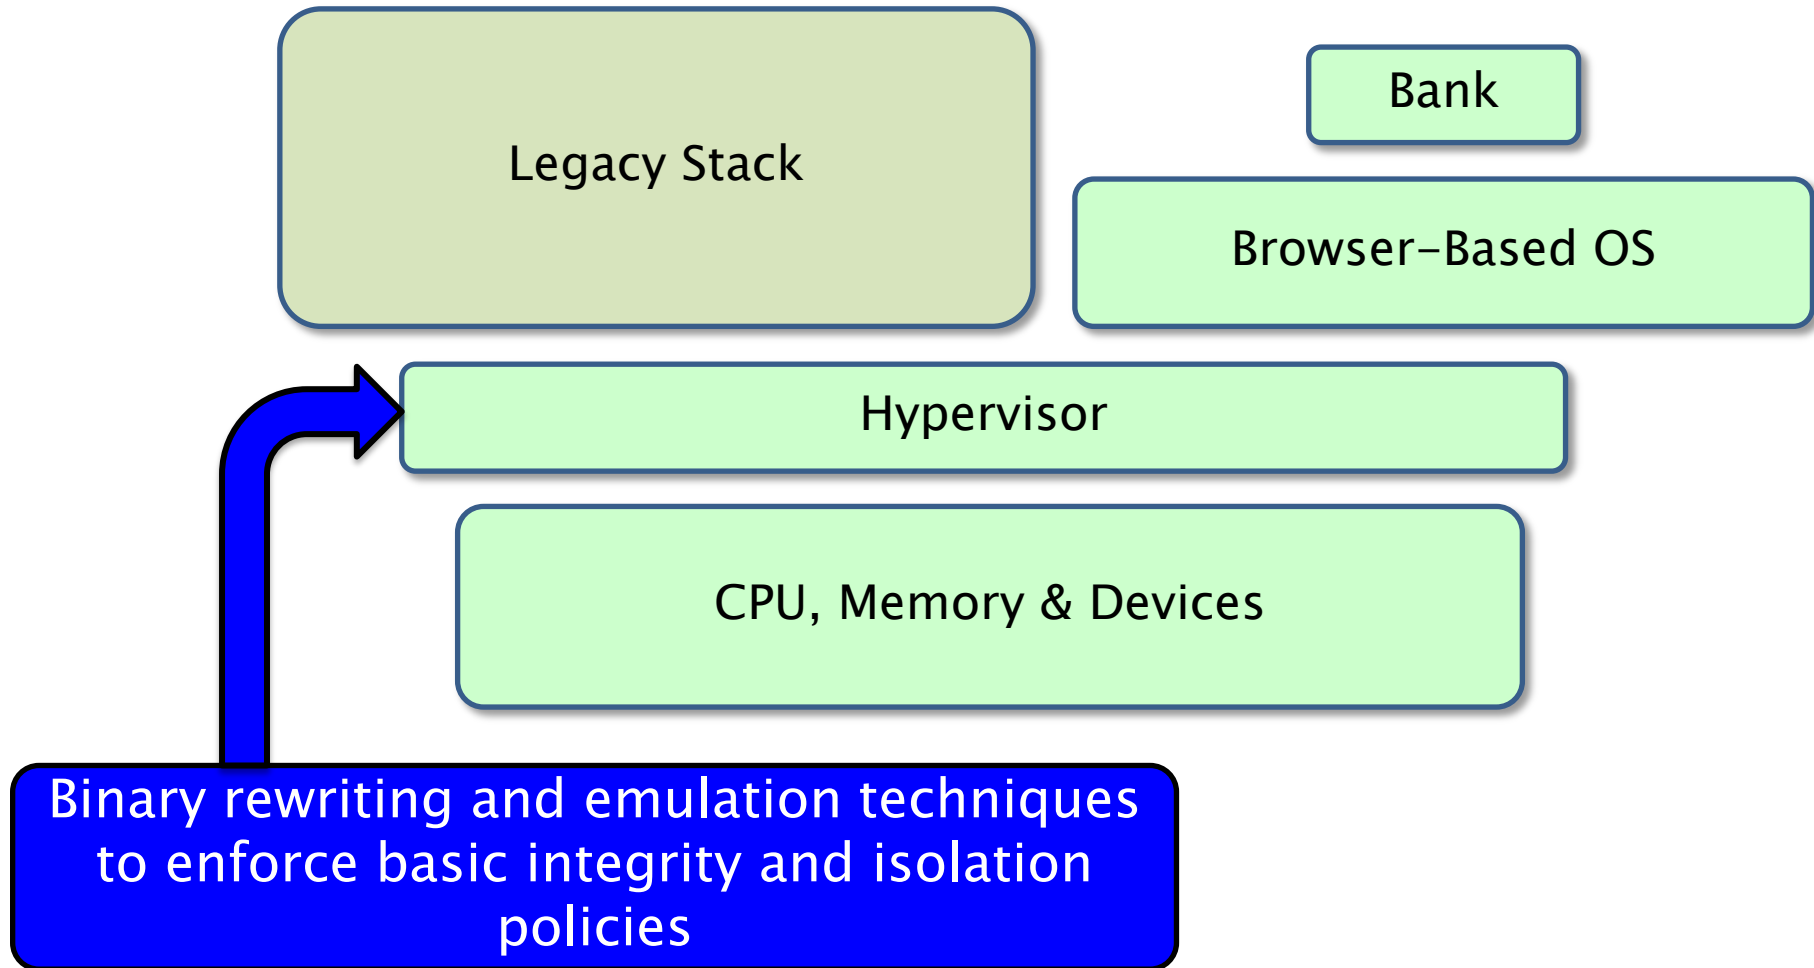 Legacy Stack
Bank
Browser-Based OS
Hypervisor
CPU, Memory & Devices
Binary rewriting and emulation techniques
to enforce basic integrity and isolation
policies